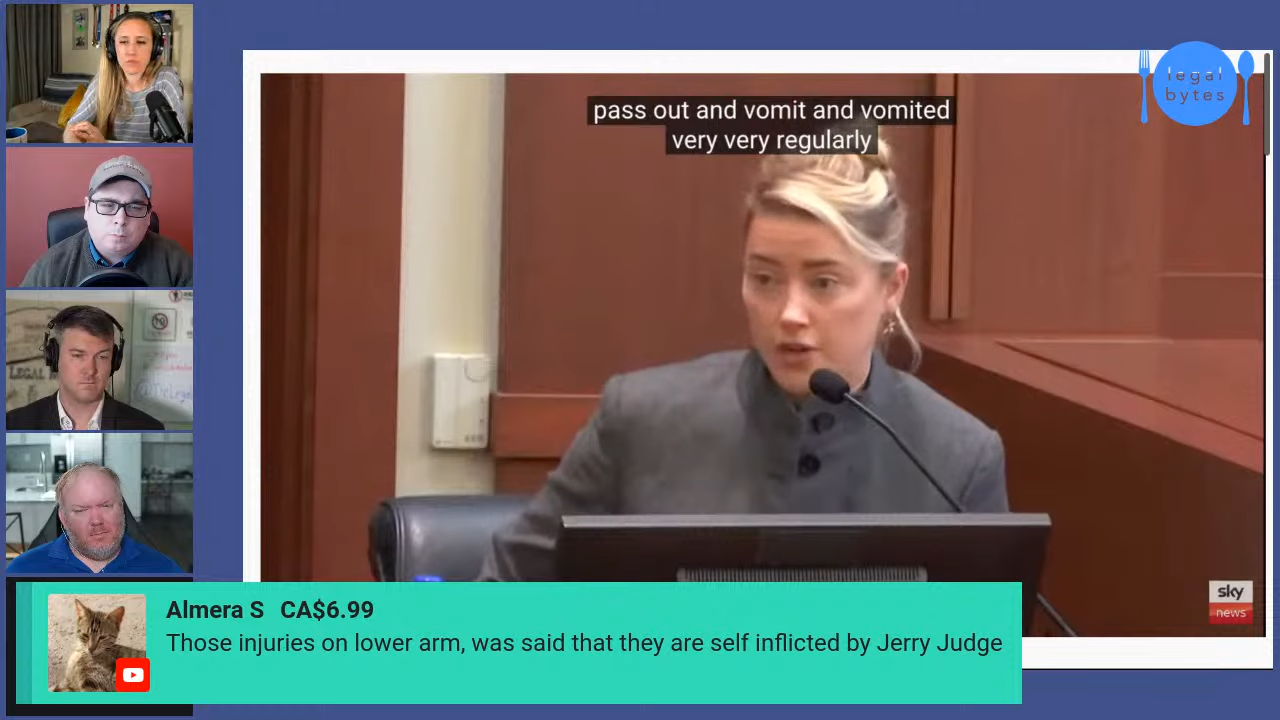 pass out and vomit and vomited
very very regularly
legal
bytes
sky
news
Almera S CA$6.99
Those injuries on lower arm, was said that they are self inflicted by Jerry Judge